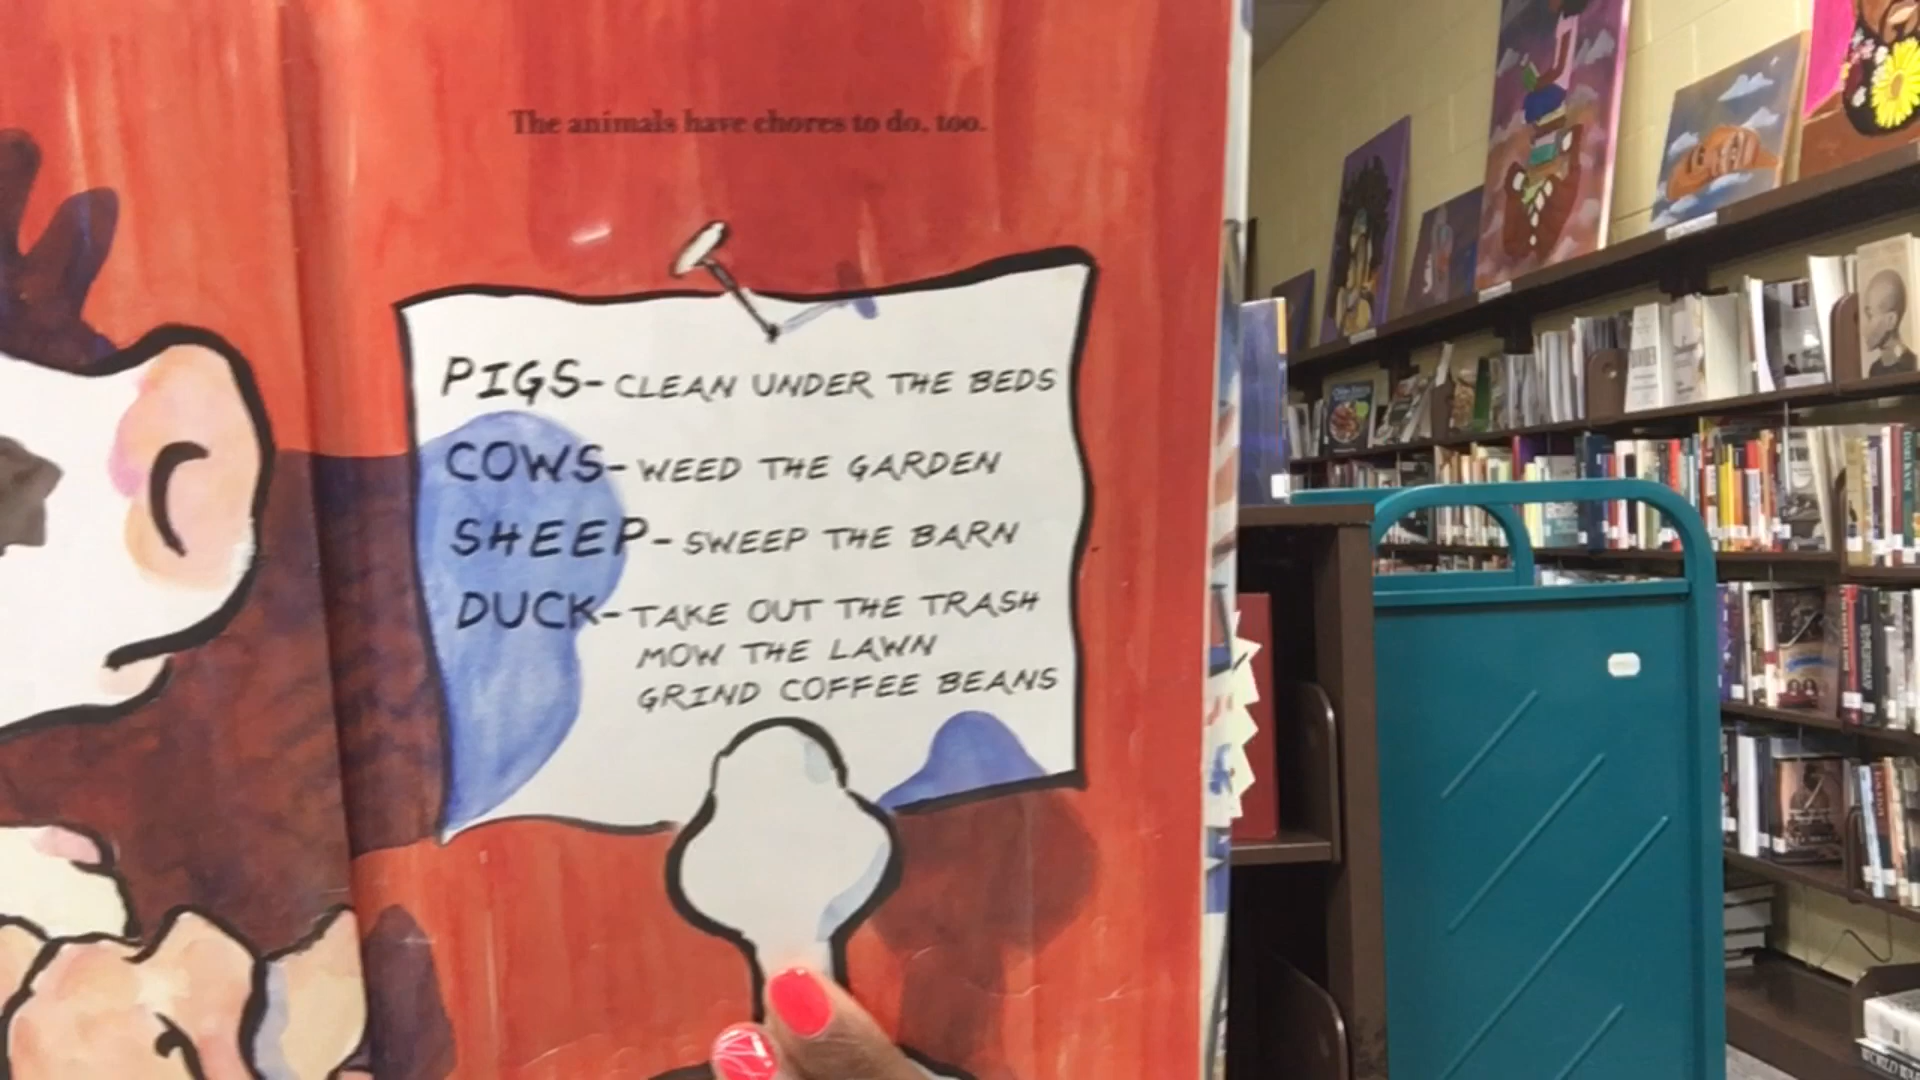 The animals have chores to do, too.
PIGS- CLEAN UNDER THE BEDS
COWS- WEED THE GARDEN
SHEEP- SWEEP THE BARN
DUCK- TAKE OUT THE TRASH
MOW THE LAWN
GRIND COFFEE BEANS